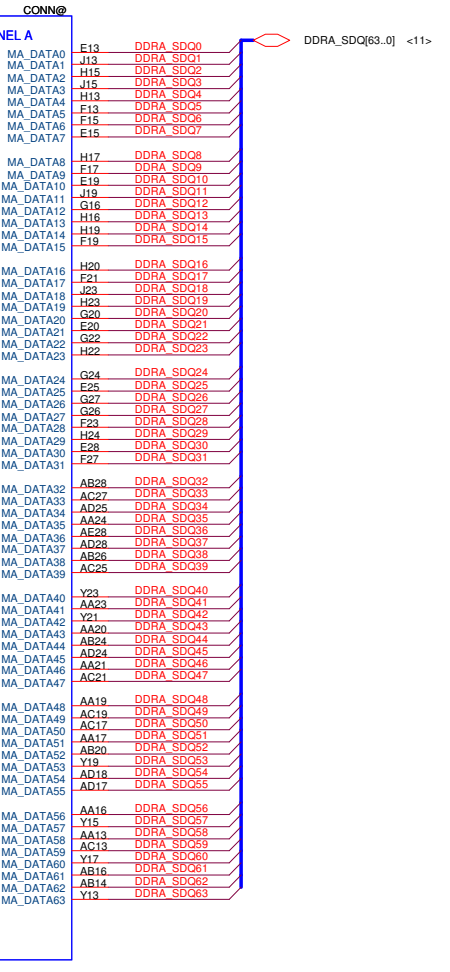 CONN@
NEL A
DDRA_SDQ[63..0] <11>
MA_DATA0 E13 DDRA_SDQ0
MA_DATA1 J13 DDRA_SDQ1
MA_DATA2 H15 DDRA_SDQ2
MA_DATA3 J15 DDRA_SDQ3
MA_DATA4 H13 DDRA_SDQ4
MA_DATA5 F13 DDRA_SDQ5
MA_DATA6 F15 DDRA_SDQ6
MA_DATA7 E15 DDRA_SDQ7
MA_DATA8 H17 DDRA_SDQ8
MA_DATA9 F17 DDRA_SDQ9
MA_DATA10 E19 DDRA_SDQ10
MA_DATA11 J19 DDRA_SDQ11
MA_DATA12 G16 DDRA_SDQ12
MA_DATA13 H16 DDRA_SDQ13
MA_DATA14 H19 DDRA_SDQ14
MA_DATA15 F19 DDRA_SDQ15
MA_DATA16 H20 DDRA_SDQ16
MA_DATA17 F21 DDRA_SDQ17
MA_DATA18 J23 DDRA_SDQ18
MA_DATA19 H23 DDRA_SDQ19
MA_DATA20 G20 DDRA_SDQ20
MA_DATA21 E20 DDRA_SDQ21
MA_DATA22 G22 DDRA_SDQ22
MA_DATA23 H22 DDRA_SDQ23
MA_DATA24 G24 DDRA_SDQ24
MA_DATA25 E25 DDRA_SDQ25
MA_DATA26 G27 DDRA_SDQ26
MA_DATA27 G26 DDRA_SDQ27
MA_DATA28 F23 DDRA_SDQ28
MA_DATA29 H24 DDRA_SDQ29
MA_DATA30 E28 DDRA_SDQ30
MA_DATA31 F27 DDRA_SDQ31
MA_DATA32 AB28 DDRA_SDQ32
MA_DATA33 AC27 DDRA_SDQ33
MA_DATA34 AD25 DDRA_SDQ34
MA_DATA35 AA24 DDRA_SDQ35
MA_DATA36 AE28 DDRA_SDQ36
MA_DATA37 AD28 DDRA_SDQ37
MA_DATA38 AB26 DDRA_SDQ38
MA_DATA39 AC25 DDRA_SDQ39
MA_DATA40 Y23 DDRA_SDQ40
MA_DATA41 AA23 DDRA_SDQ41
MA_DATA42 Y21 DDRA_SDQ42
MA_DATA43 AA20 DDRA_SDQ43
MA_DATA44 AB24 DDRA_SDQ44
MA_DATA45 AD24 DDRA_SDQ45
MA_DATA46 AA21 DDRA_SDQ46
MA_DATA47 AC21 DDRA_SDQ47
MA_DATA48 AA19 DDRA_SDQ48
MA_DATA49 AC19 DDRA_SDQ49
MA_DATA50 AC17 DDRA_SDQ50
MA_DATA51 AA17 DDRA_SDQ51
MA_DATA52 AB20 DDRA_SDQ52
MA_DATA53 Y19 DDRA_SDQ53
MA_DATA54 AD18 DDRA_SDQ54
MA_DATA55 AD17 DDRA_SDQ55
MA_DATA56 AA16 DDRA_SDQ56
MA_DATA57 Y15 DDRA_SDQ57
MA_DATA58 AA13 DDRA_SDQ58
MA_DATA59 AC13 DDRA_SDQ59
MA_DATA60 Y17 DDRA_SDQ60
MA_DATA61 AB16 DDRA_SDQ61
MA_DATA62 AB14 DDRA_SDQ62
MA_DATA63 Y13 DDRA_SDQ63